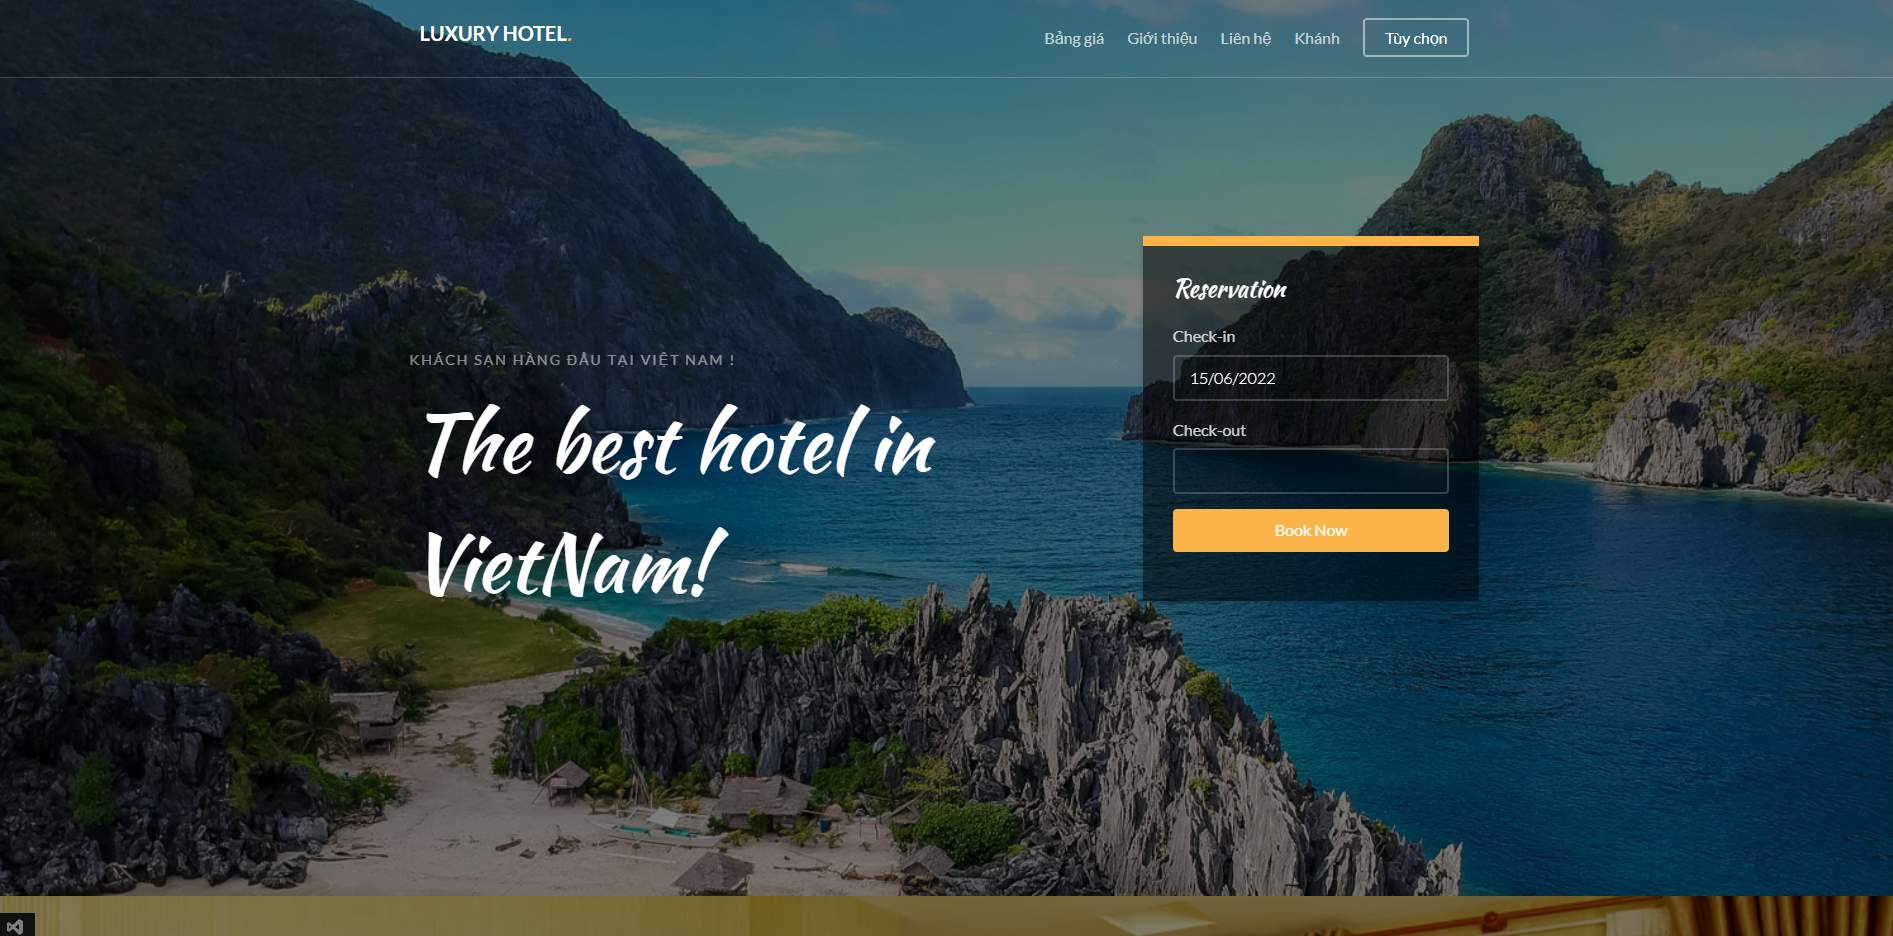 LUXURY HOTEL.
Bảng giá
Giới thiệu
Liên hệ
Khánh
Tùy chọn
KHÁCH SẠN HÀNG ĐẦU TẠI VIỆT NAM !
The best hotel in
VietNam!
Reservation
Check-in
15/06/2022
Check-out
Book Now